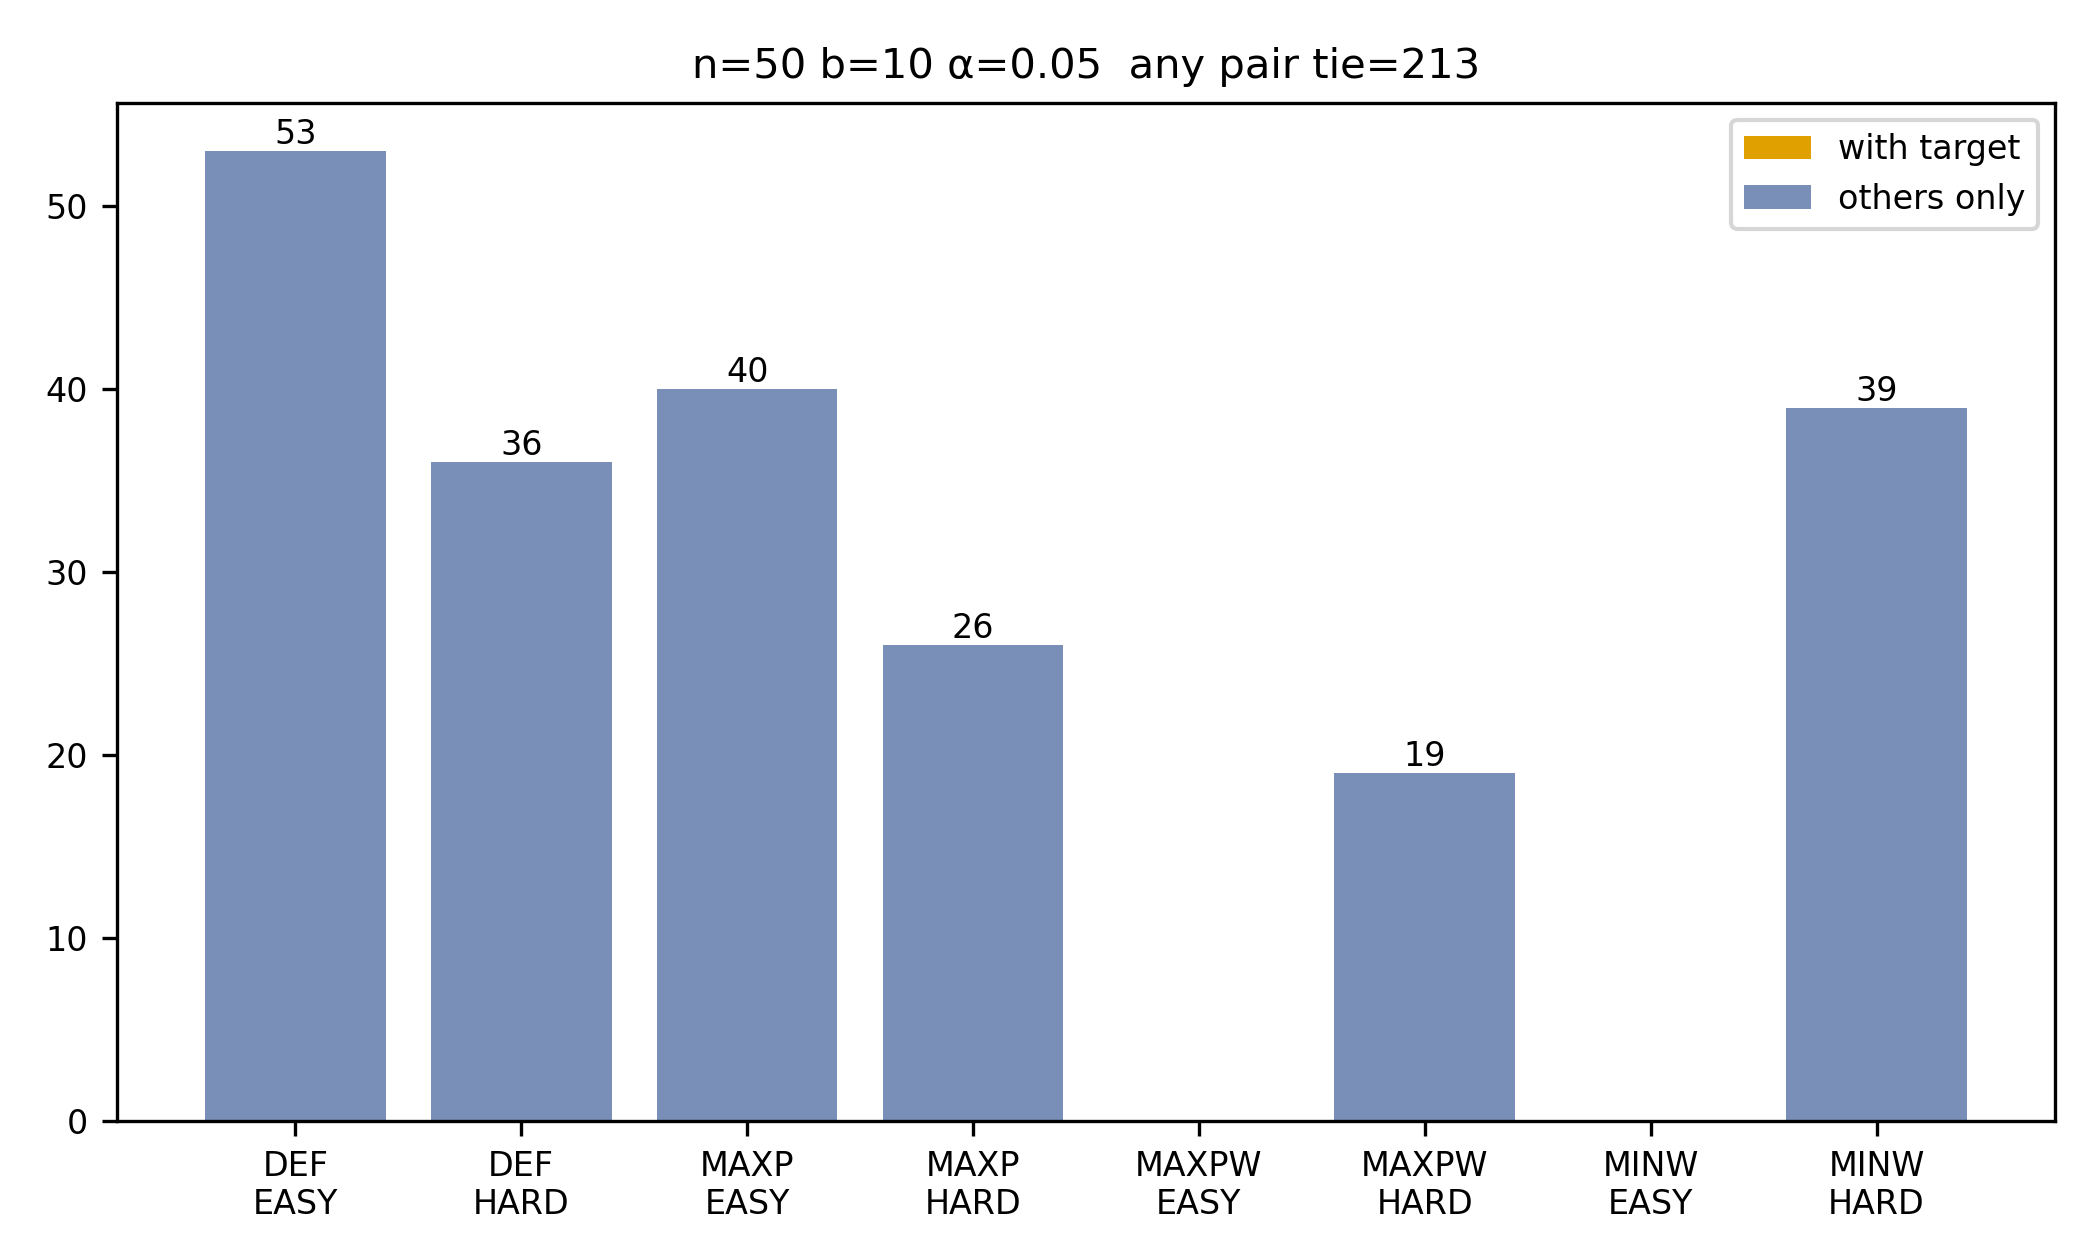 n=50 b=10 α=0.05  any pair tie=213
with target
others only
53
36
40
26
19
39
50
40
30
20
10
0
DEF
EASY
DEF
HARD
MAXP
EASY
MAXP
HARD
MAXPW
EASY
MAXPW
HARD
MINW
EASY
MINW
HARD